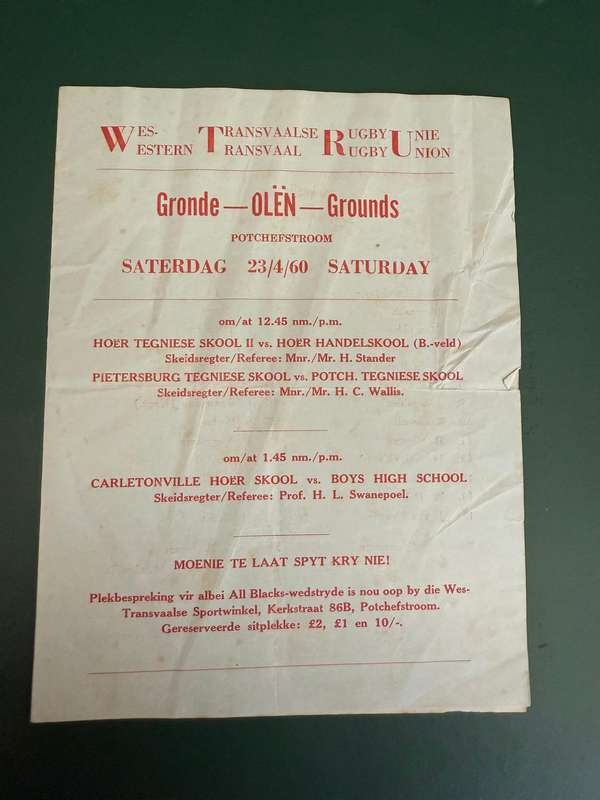 WES-TRANSVAALSE RUGBY UNIE
WESTERN TRANSVAAL RUGBY UNION
Gronde — OLËN — Grounds
POTCHEFSTROOM
SATERDAG 23/4/60 SATURDAY
om/at 12.45 nm./p.m.
HOËR TEGNIESE SKOOL II vs. HOËR HANDELSKOOL (B.-veld)
Skeidsregter/Referee: Mnr./Mr. H. Stander
PIETERSBURG TEGNIESE SKOOL vs. POTCH. TEGNIESE SKOOL
Skeidsregter/Referee: Mnr./Mr. H. C. Wallis.
om/at 1.45 nm./p.m.
CARLETONVILLE HOËR SKOOL vs. BOYS HIGH SCHOOL
Skeidsregter/Referee: Prof. H. L. Swanepoel.
MOENIE TE LAAT SPYT KRY NIE!
Plekbespreking vir albei All Blacks-wedstryde is nou oop by die Wes-
Transvaalse Sportwinkel, Kerkstraat 86B, Potchefstroom.
Gereserveerde sitplekke: £2, £1 en 10/-.